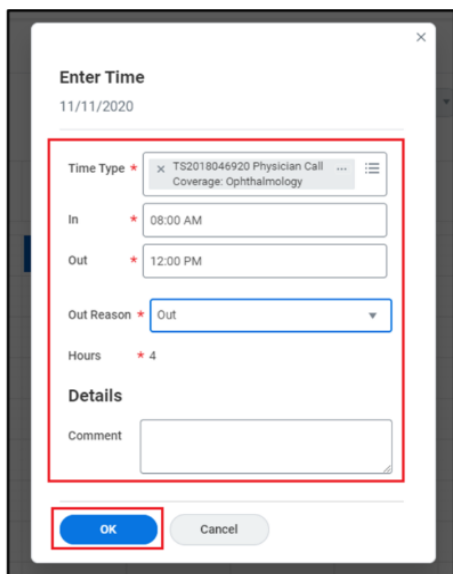 Enter Time
11/11/2020
Time Type * × TS2018046920 Physician Call ...
Coverage: Ophthalmology
In * 08:00 AM
Out * 12:00 PM
Out Reason * Out
Hours * 4
Details
Comment
OK Cancel